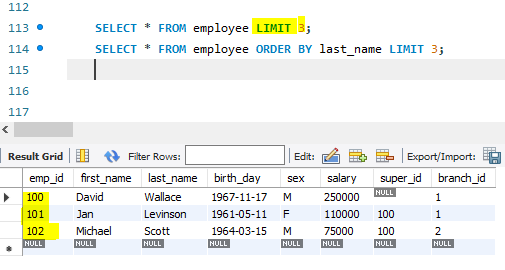 112
113 SELECT * FROM employee LIMIT 3;
114 SELECT * FROM employee ORDER BY last_name LIMIT 3;
115
116
117
Result Grid Filter Rows: Edit: Export/Import:
emp_id first_name last_name birth_day sex salary super_id branch_id
100 David Wallace 1967-11-17 M 250000 NULL 1
101 Jan Levinson 1961-05-11 F 110000 100 1
102 Michael Scott 1964-03-15 M 75000 100 2
NULL NULL NULL NULL NULL NULL NULL NULL